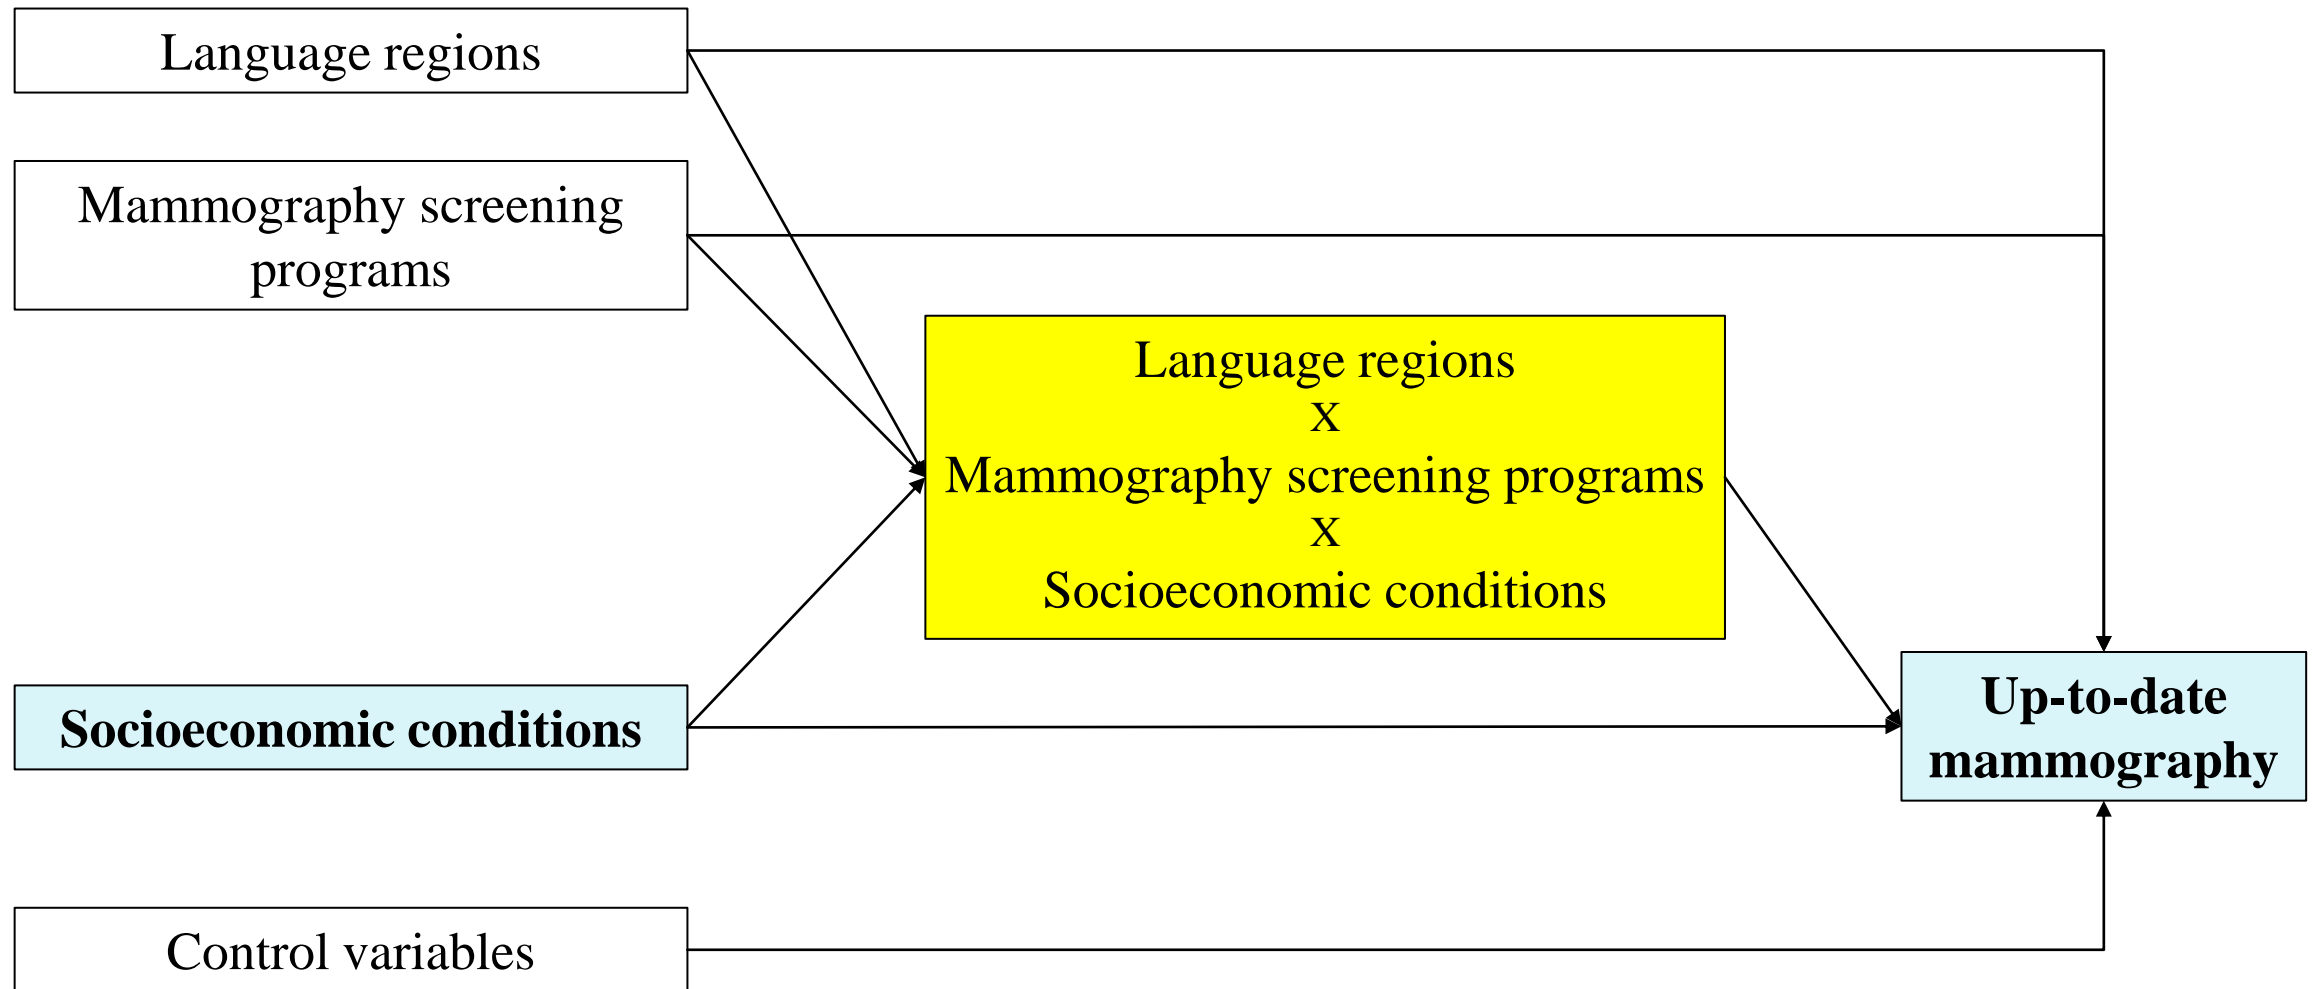 Language regions
Mammography screening
programs
Language regions
X
Mammography screening programs
X
Socioeconomic conditions
Socioeconomic conditions
Up-to-date
mammography
Control variables